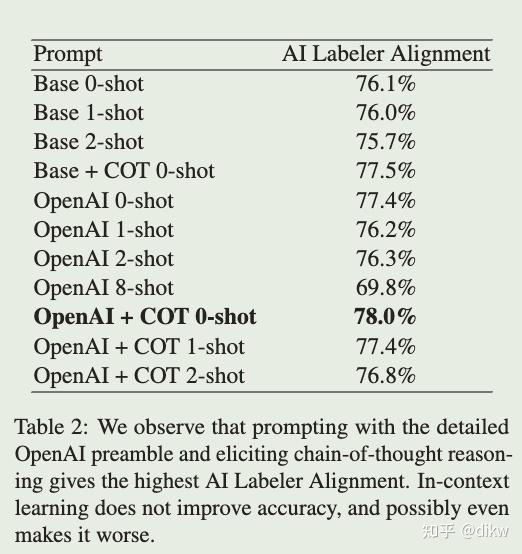 Prompt AI Labeler Alignment
Base 0-shot 76.1%
Base 1-shot 76.0%
Base 2-shot 75.7%
Base + COT 0-shot 77.5%
OpenAI 0-shot 77.4%
OpenAI 1-shot 76.2%
OpenAI 2-shot 76.3%
OpenAI 8-shot 69.8%
OpenAI + COT 0-shot 78.0%
OpenAI + COT 1-shot 77.4%
OpenAI + COT 2-shot 76.8%
Table 2: We observe that prompting with the detailed
OpenAI preamble and eliciting chain-of-thought reason-
ing gives the highest AI Labeler Alignment. In-context
learning does not improve accuracy, and possibly even
makes it worse.
知乎 @dikw